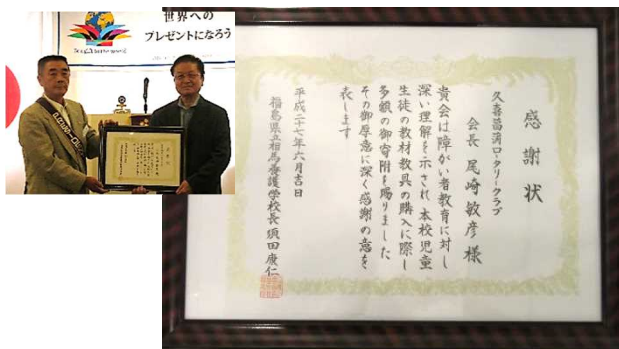 世界への
プレゼントになろう
感謝状
久喜菖蒲ロータリークラブ
会長 尾崎敏彦様
貴会は障がい者教育に対し
深い理解を示され本校児童
生徒の教材教具の購入に際し
多額の御寄附を賜りました
その御厚意に深く感謝の意を
表します
平成二十七年六月吉日
福島県立相馬養護学校長 須田康仁